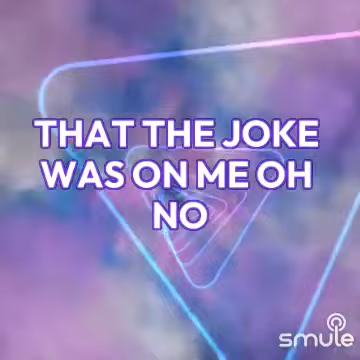 THAT THE JOKE
WAS ON ME OH
NO
smule